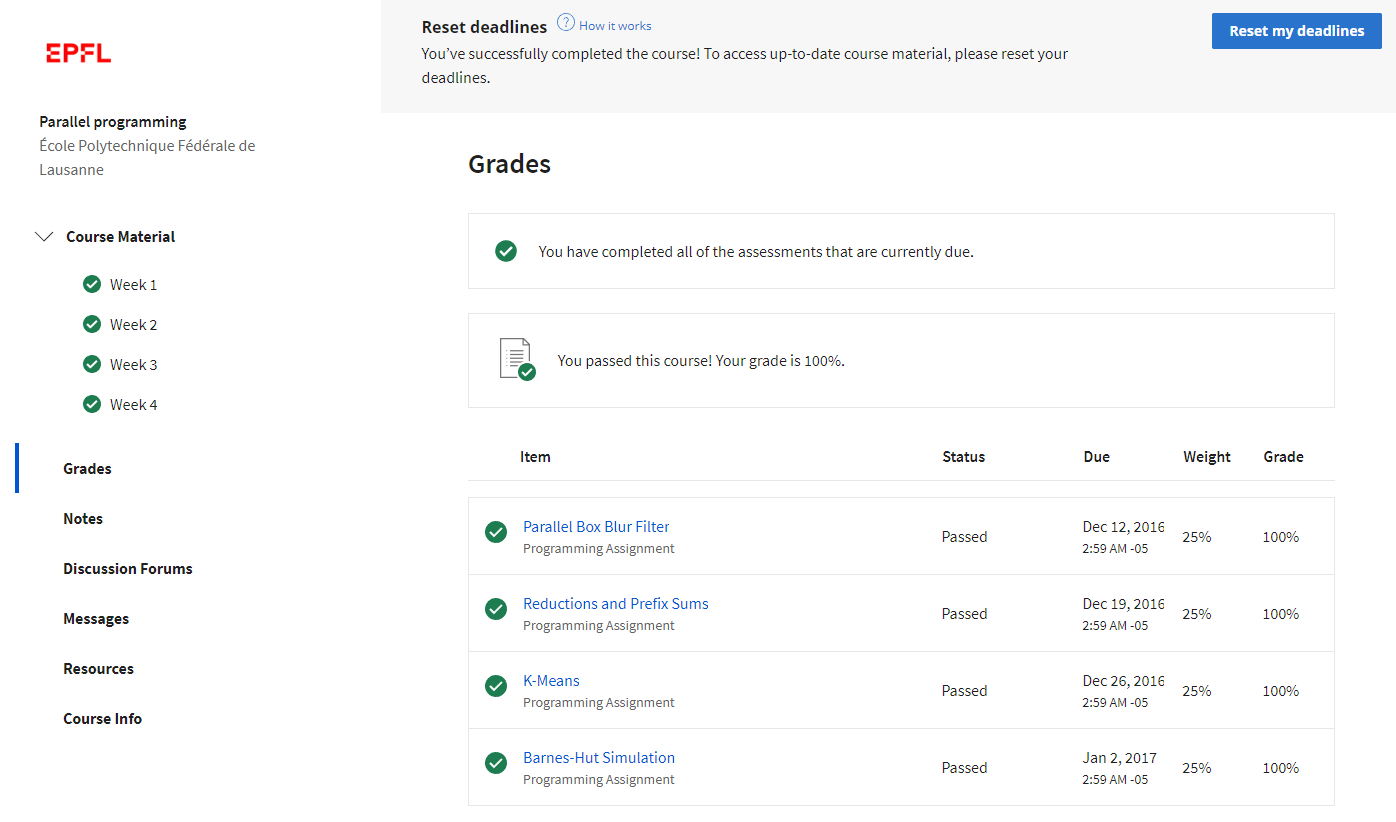 EPFL
Parallel programming
École Polytechnique Fédérale de
Lausanne
Course Material
Week 1
Week 2
Week 3
Week 4
Grades
Notes
Discussion Forums
Messages
Resources
Course Info
Reset deadlines ? How it works
You’ve successfully completed the course! To access up-to-date course material, please reset your
deadlines.
Reset my deadlines
Grades
You have completed all of the assessments that are currently due.
You passed this course! Your grade is 100%.
Item Status Due Weight Grade
Parallel Box Blur Filter
Programming Assignment
Passed
Dec 12, 2016
2:59 AM -05
25%
100%
Reductions and Prefix Sums
Programming Assignment
Passed
Dec 19, 2016
2:59 AM -05
25%
100%
K-Means
Programming Assignment
Passed
Dec 26, 2016
2:59 AM -05
25%
100%
Barnes-Hut Simulation
Programming Assignment
Passed
Jan 2, 2017
2:59 AM -05
25%
100%